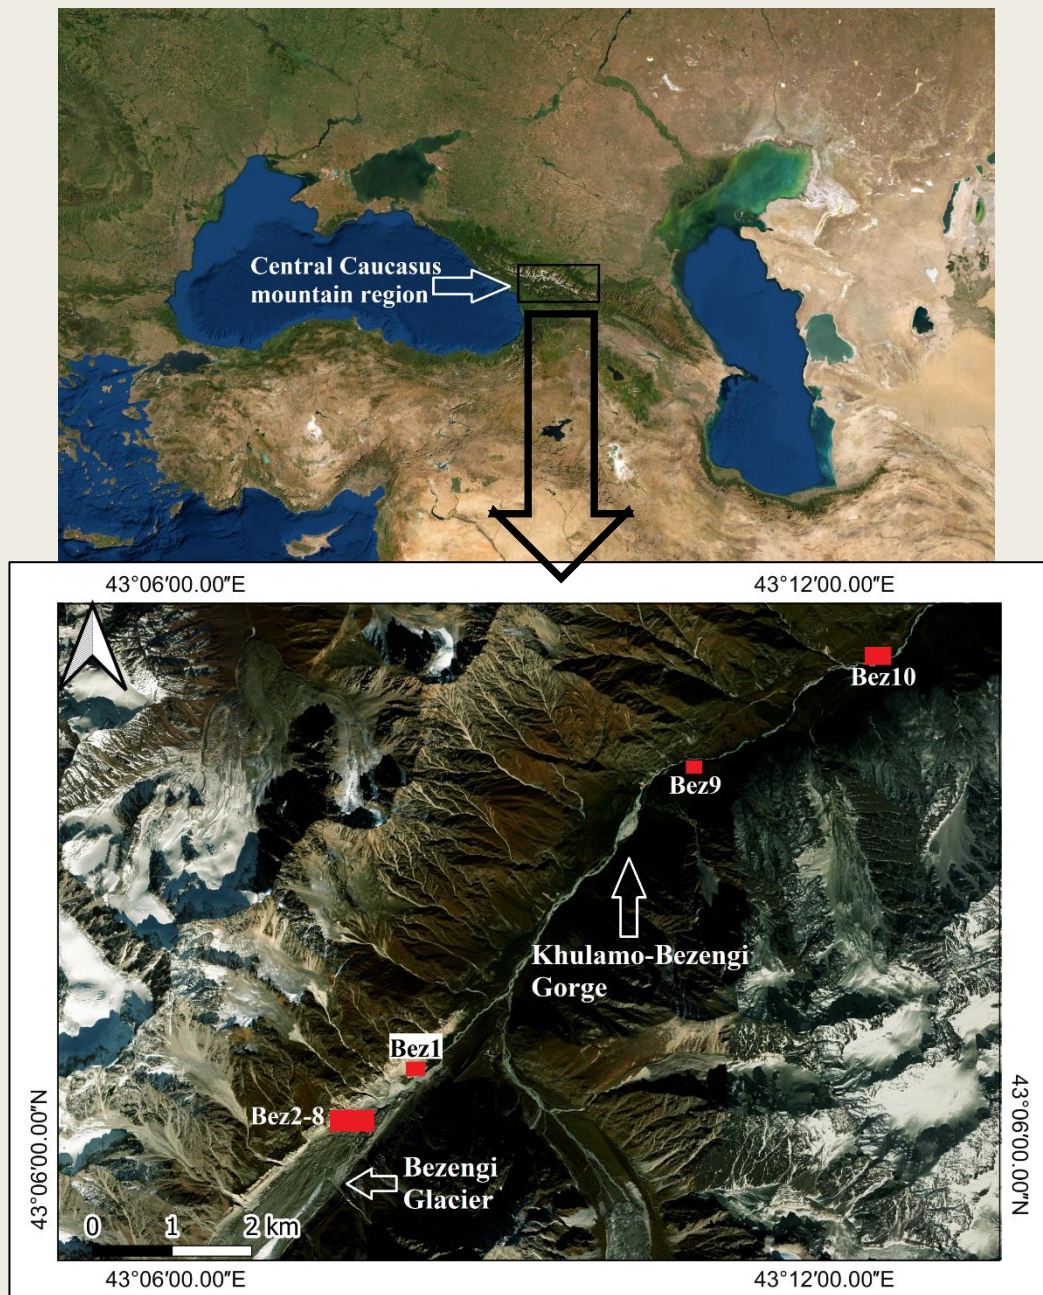 Central Caucasus
mountain region
43°06′00.00″E
43°12′00.00″E
Bez10
Bez9
Khulamo-Bezengi
Gorge
Bez1
Bez2-8
Bezengi
Glacier
43°06′00.00″N
43°06′00.00″N
0 1 2 km
43°06′00.00″E
43°12′00.00″E